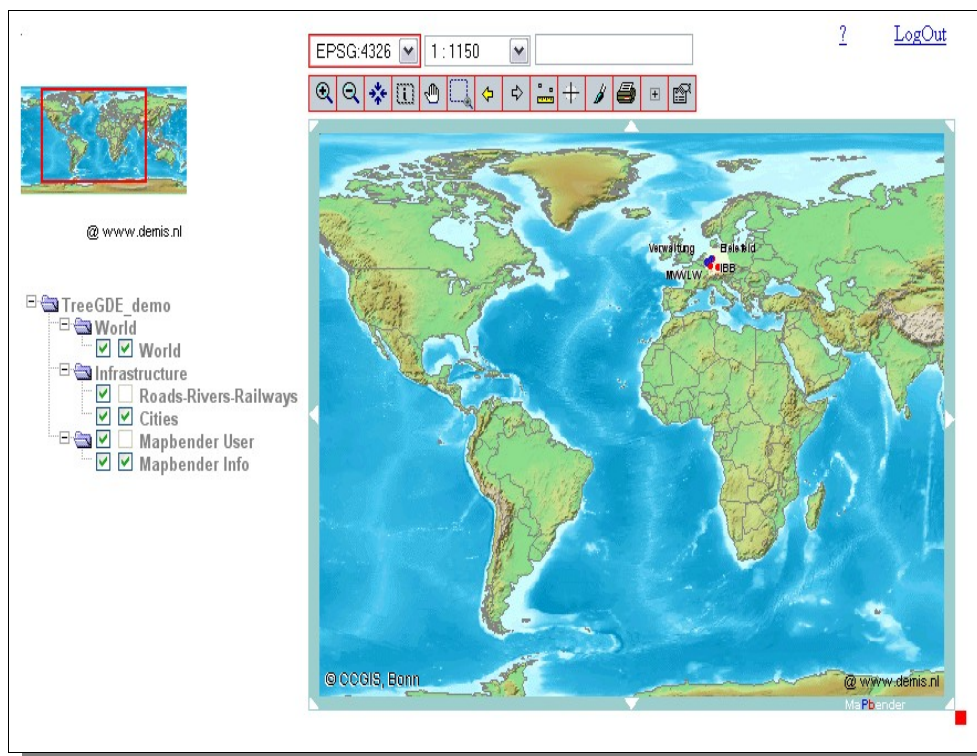 EPSG:4326
1 : 1150
?
LogOut
@ www.demis.nl
TreeGDE_demo
World
World
Infrastructure
Roads-Rivers-Railways
Cities
Mapbender User
Mapbender Info
Verwaltung
Bielefeld
MWLW
IBB
© CCGIS, Bonn
@ www.demis.nl
MaPbender